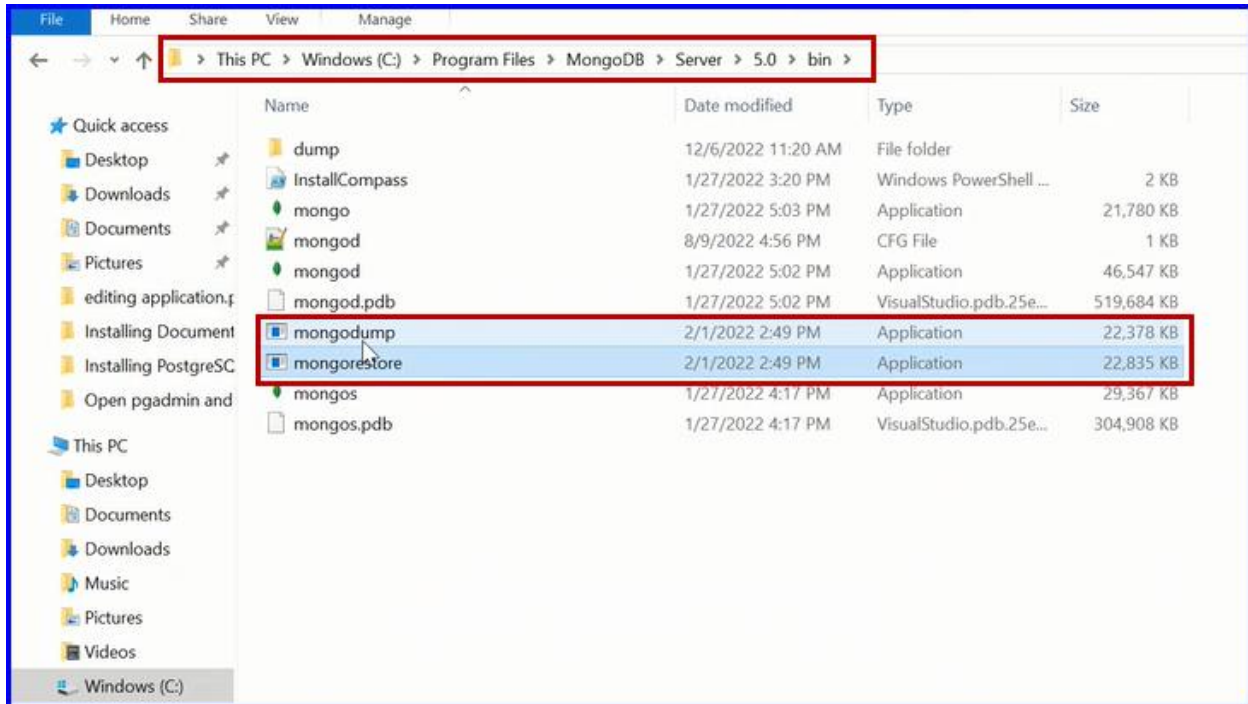 File Home Share View Manage
This PC > Windows (C:) > Program Files > MongoDB > Server > 5.0 > bin >
Name Date modified Type Size
Quick access
Desktop
Downloads
Documents
Pictures
editing application.p
Installing Document
Installing PostgreSC
Open pgadmin and
This PC
Desktop
Documents
Downloads
Music
Pictures
Videos
Windows (C:)
dump 12/6/2022 11:20 AM File folder
InstallCompass 1/27/2022 3:20 PM Windows PowerShell ... 2 KB
mongo 1/27/2022 5:03 PM Application 21,780 KB
mongod 8/9/2022 4:56 PM CFG File 1 KB
mongod 1/27/2022 5:02 PM Application 46,547 KB
mongod.pdb 1/27/2022 5:02 PM VisualStudio.pdb.25e... 519,684 KB
mongodump 2/1/2022 2:49 PM Application 22,378 KB
mongorestore 2/1/2022 2:49 PM Application 22,835 KB
mongos 1/27/2022 4:17 PM Application 29,367 KB
mongos.pdb 1/27/2022 4:17 PM VisualStudio.pdb.25e... 304,908 KB